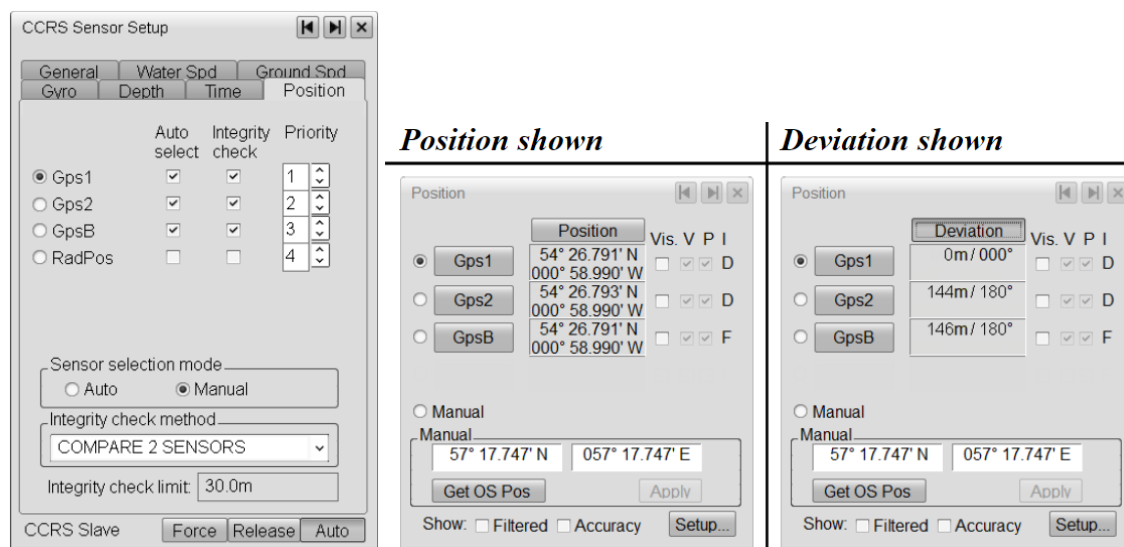 CCRS Sensor Setup
General Water Spd Ground Spd
Gyro Depth Time Position
Auto select Integrity check Priority
Gps1 1
Gps2 2
GpsB 3
RadPos 4
Sensor selection mode
Auto Manual
Integrity check method
COMPARE 2 SENSORS
Integrity check limit: 30.0m
CCRS Slave Force Release Auto
Position shown
Position
Position Vis. V P I
Gps1 54° 26.791' N
000° 58.990' W D
Gps2 54° 26.793' N
000° 58.990' W D
GpsB 54° 26.791' N
000° 58.990' W F
Manual
Manual
57° 17.747' N 057° 17.747' E
Get OS Pos Apply
Show: Filtered Accuracy Setup...
Deviation shown
Position
Deviation Vis. V P I
Gps1 0m / 000° D
Gps2 144m / 180° D
GpsB 146m / 180° F
Manual
Manual
57° 17.747' N 057° 17.747' E
Get OS Pos Apply
Show: Filtered Accuracy Setup...